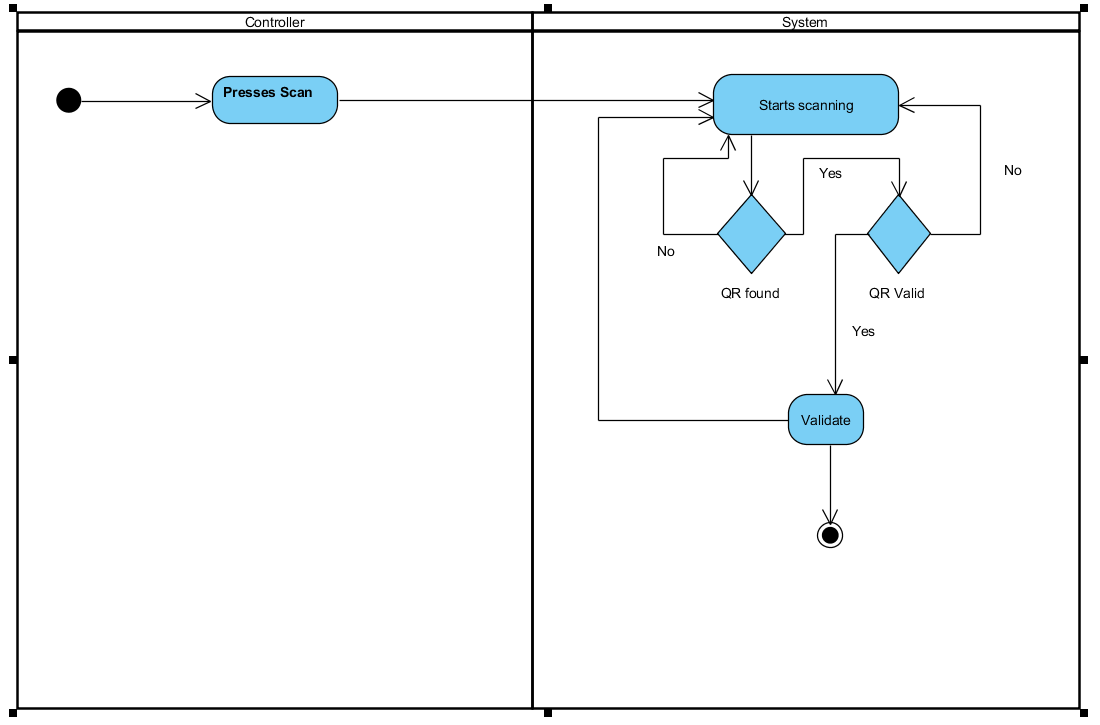 Controller
System
Presses Scan
Starts scanning
Yes
No
No
QR found
QR Valid
Yes
Validate